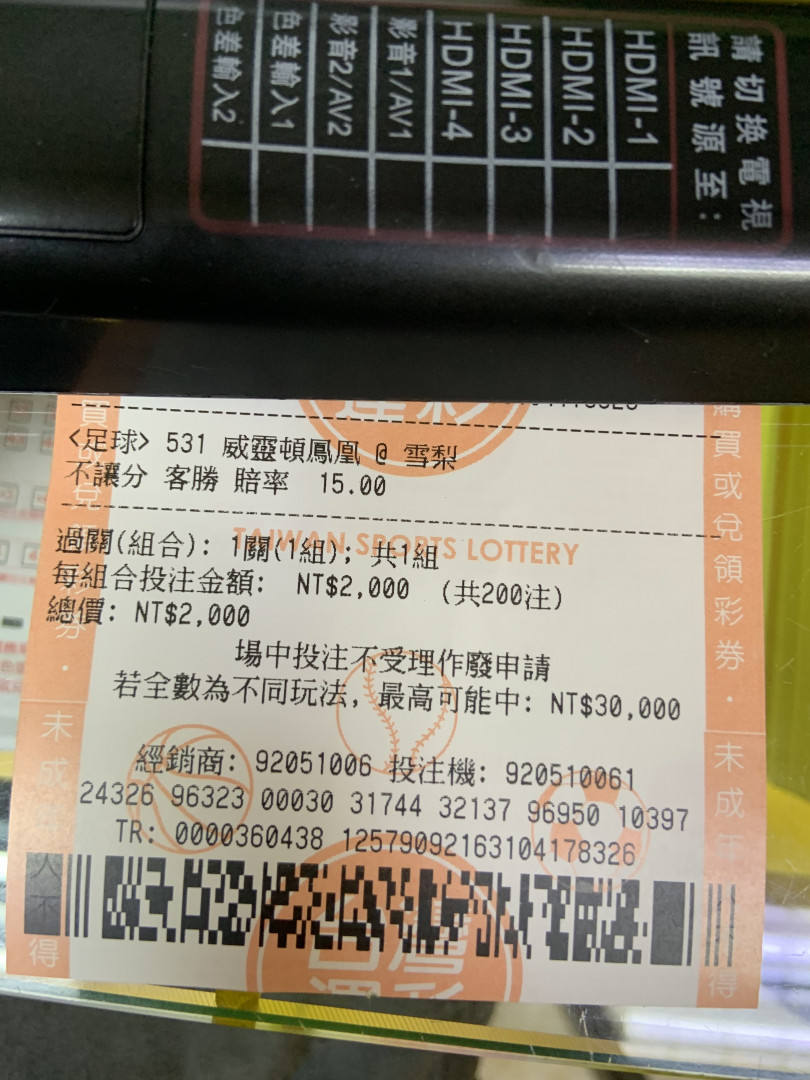 請切換電視
訊號源至：
HDMI-1
HDMI-2
HDMI-3
HDMI-4
影音1/AV1
影音2/AV2
色差輸入1
色差輸入2
<足球> 531 威靈頓鳳凰 @ 雪梨
不讓分 客勝 賠率 15.00
TAIWAN SPORTS LOTTERY
過關(組合): 1關(1組); 共1組
每組合投注金額: NT$2,000 (共200注)
總價: NT$2,000
場中投注不受理作廢申請
若全數為不同玩法, 最高可能中: NT$30,000
經銷商: 92051006 投注機: 920510061
24326 96323 00030 31744 32137 96950 10397
TR: 0000360438 12579092163104178326
購買或兌領彩券．未成年
得
台灣
運彩